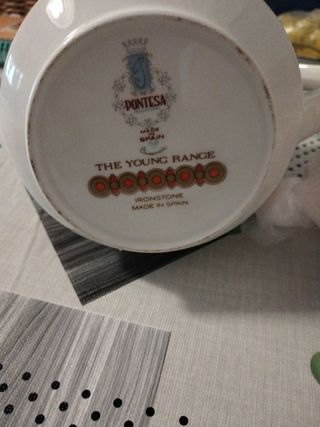 PONTESA
MADE
IN
SPAIN
THE YOUNG RANGE
IRONSTONE
MADE IN SPAIN